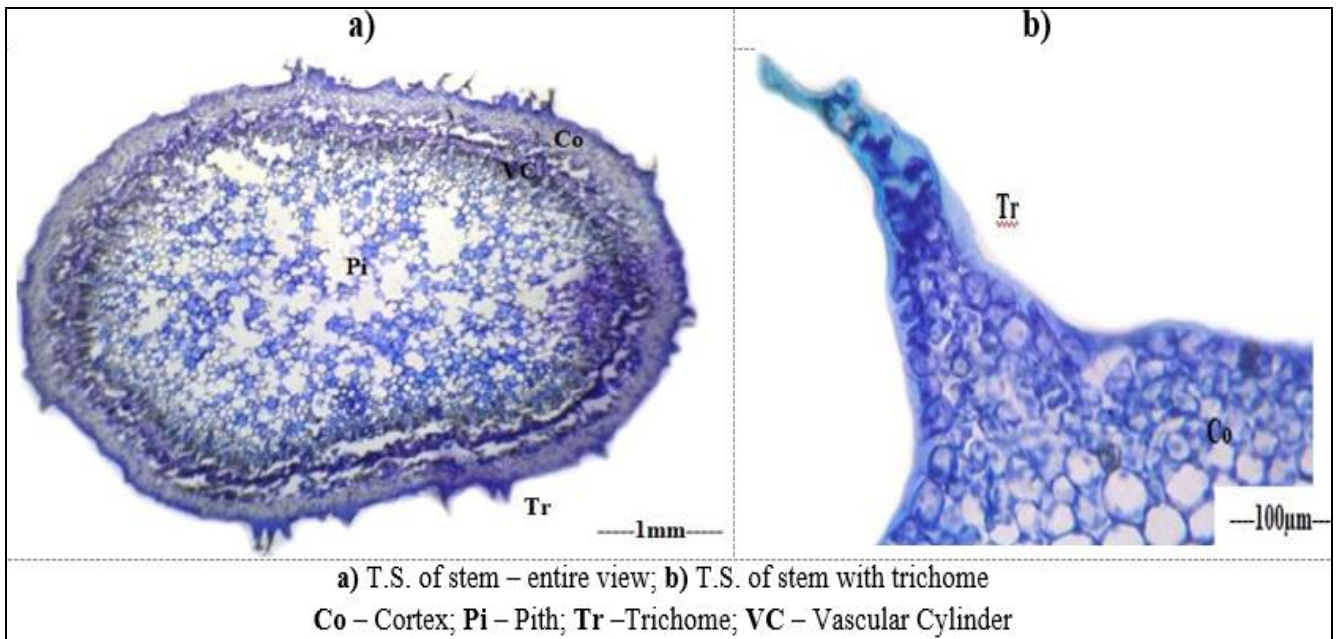 a)
b)
Co
VC
Pi
Tr
-----1mm-----
Tr
Co
----100µm----
a) T.S. of stem – entire view; b) T.S. of stem with trichome
Co – Cortex; Pi – Pith; Tr –Trichome; VC – Vascular Cylinder